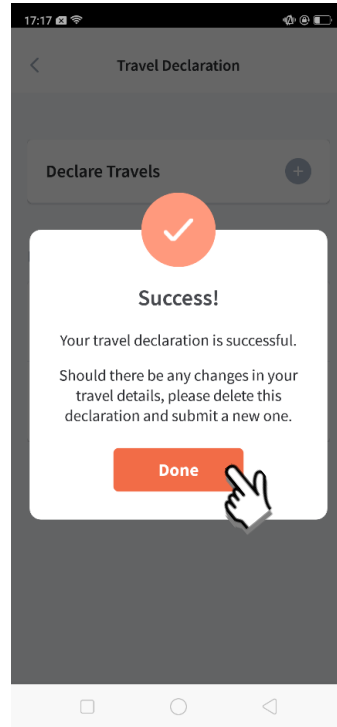 17:17
Travel Declaration
Declare Travels
Success!
Your travel declaration is successful.
Should there be any changes in your
travel details, please delete this
declaration and submit a new one.
Done